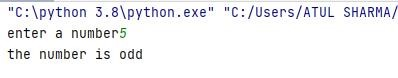 "C:\python 3.8\python.exe" "C:/Users/ATUL SHARMA/
enter a number5
the number is odd